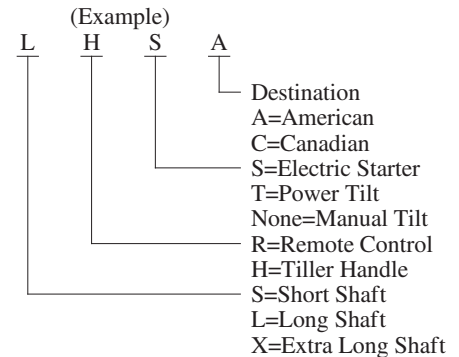 (Example)
L H S A
Destination
A=American
C=Canadian
S=Electric Starter
T=Power Tilt
None=Manual Tilt
R=Remote Control
H=Tiller Handle
S=Short Shaft
L=Long Shaft
X=Extra Long Shaft